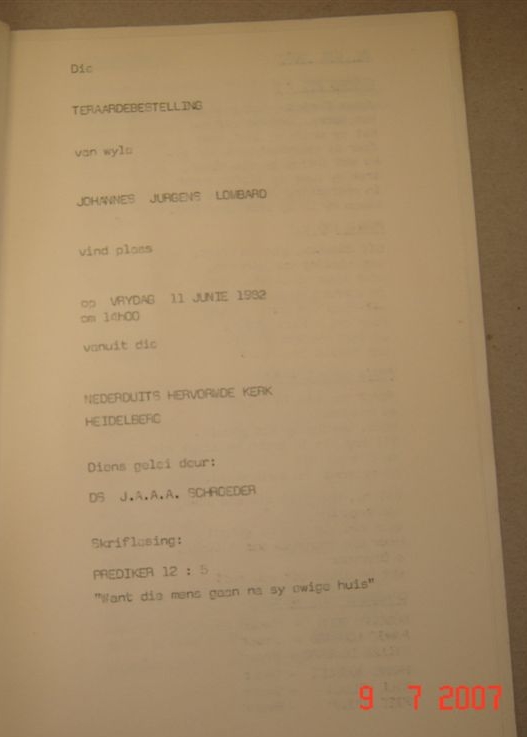 Die
TERAARDEBESTELLING
van wyle
JOHANNES JURGENS LOMBARD
vind plaas
op VRYDAG 11 JUNIE 1982
om 14h00
vanuit die
NEDERDUITS HERVORMDE KERK
HEIDELBERG
Diens gelei deur:
DS J.A.A.A. SCHROEDER
Skriflesing:
PREDIKER 12 : 5
"Want die mens gaan na sy ewige huis"
9 7 2007